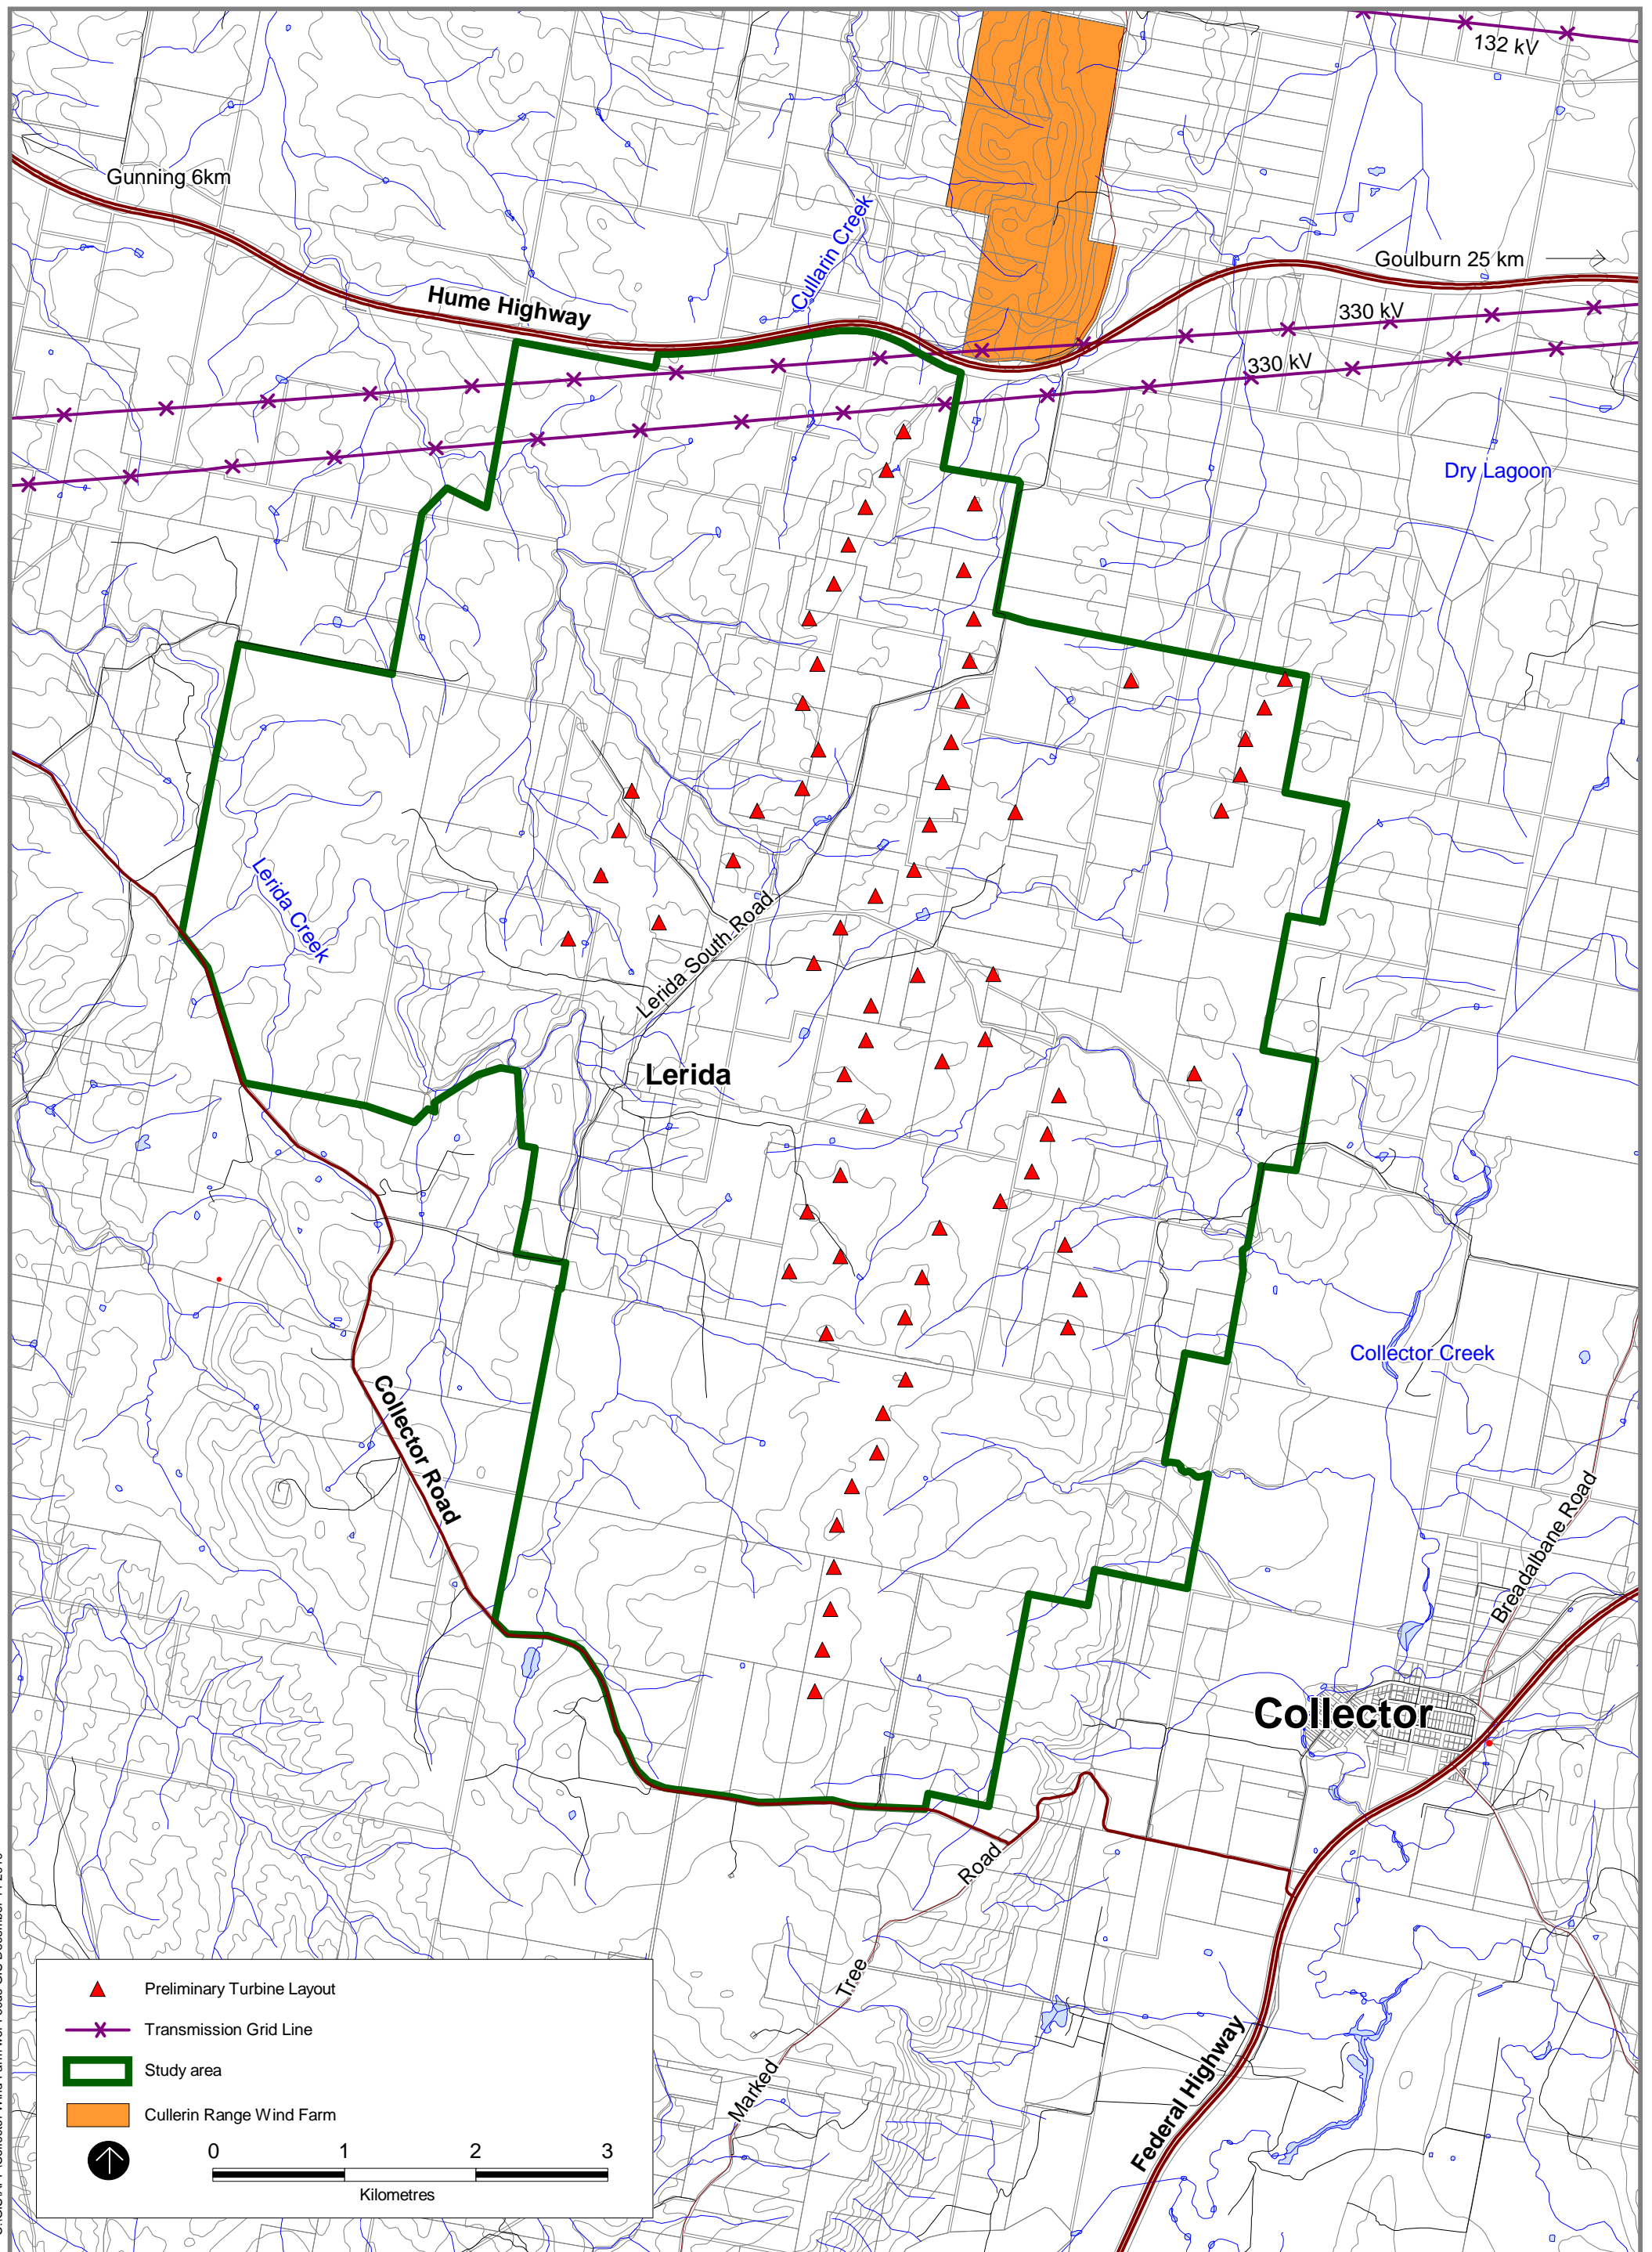 132 kV
Gunning 6km
Cullarin Creek
Goulburn 25 km
Hume Highway
330 kV
330 kV
Dry Lagoon
Lerida Creek
Lerida South Road
Lerida
Collector Creek
Collector Road
Breadalbane Road
Collector
Road
Tree
Marked
Federal Highway
Preliminary Turbine Layout
Transmission Grid Line
Study area
Cullerin Range Wind Farm
0 1 2 3
Kilometres